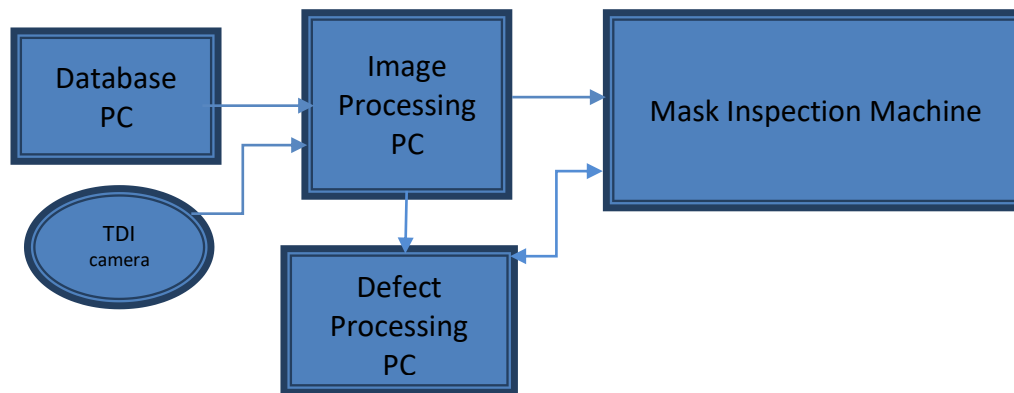 Database
PC
Image
Processing
PC
Mask Inspection Machine
TDI
camera
Defect
Processing
PC